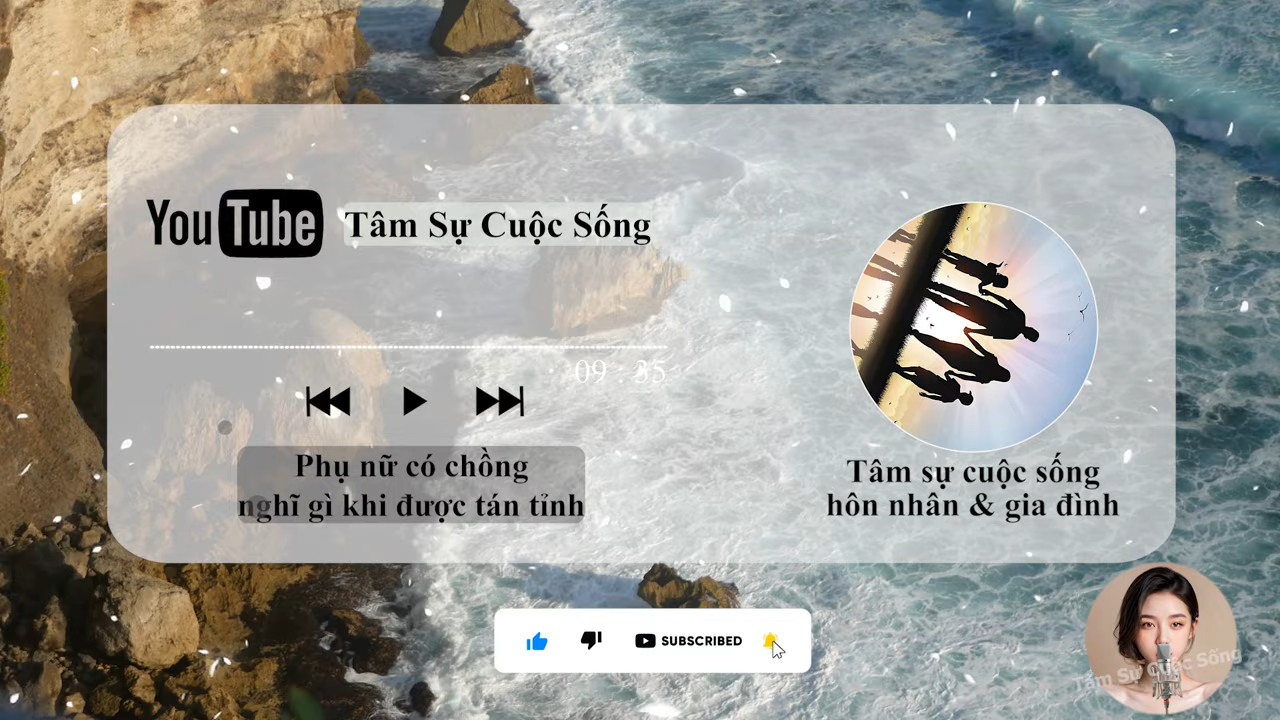 YouTube Tâm Sự Cuộc Sống
09 : 35
Phụ nữ có chồng
nghĩ gì khi được tán tỉnh
Tâm sự cuộc sống
hôn nhân & gia đình
SUBSCRIBED
Tâm Sự Cuộc Sống